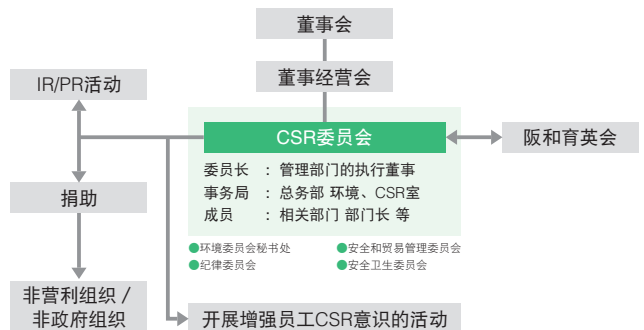 董事会
董事经营会
IR/PR活动
CSR委员会
阪和育英会
委员长 : 管理部门的执行董事
事务局 : 总务部 环境、CSR室
成员 : 相关部门 部门长 等
捐助
●环境委员会秘书处 ●安全和贸易管理委员会
●纪律委员会 ●安全卫生委员会
非营利组织 /
非政府组织
开展增强员工CSR意识的活动